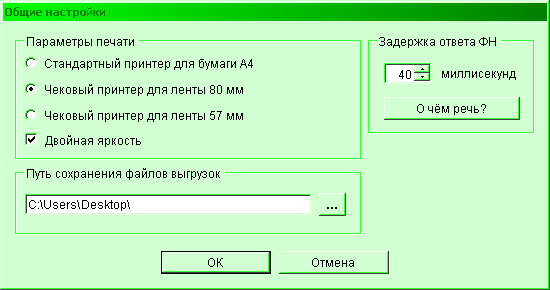 Общие настройки
Параметры печати
Стандартный принтер для бумаги А4
Чековый принтер для ленты 80 мм
Чековый принтер для ленты 57 мм
Двойная яркость
Задержка ответа ФН
40 миллисекунд
О чём речь?
Путь сохранения файлов выгрузок
C:\Users\Desktop\
...
OK
Отмена